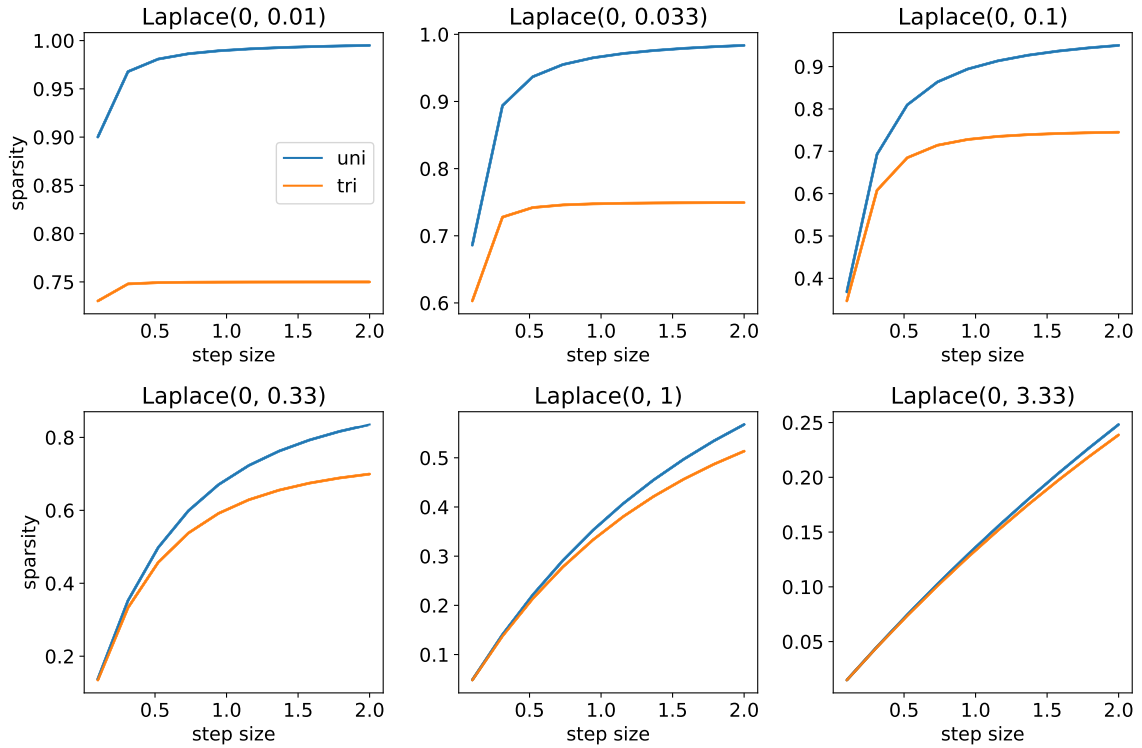 Laplace(0, 0.01)
1.00
0.95
0.90
0.85
0.80
0.75
sparsity
uni
tri
0.5 1.0 1.5 2.0
step size
Laplace(0, 0.033)
1.0
0.9
0.8
0.7
0.6
0.5 1.0 1.5 2.0
step size
Laplace(0, 0.1)
0.9
0.8
0.7
0.6
0.5
0.4
0.5 1.0 1.5 2.0
step size
Laplace(0, 0.33)
0.8
0.6
0.4
0.2
sparsity
0.5 1.0 1.5 2.0
step size
Laplace(0, 1)
0.5
0.4
0.3
0.2
0.1
0.5 1.0 1.5 2.0
step size
Laplace(0, 3.33)
0.25
0.20
0.15
0.10
0.05
0.5 1.0 1.5 2.0
step size